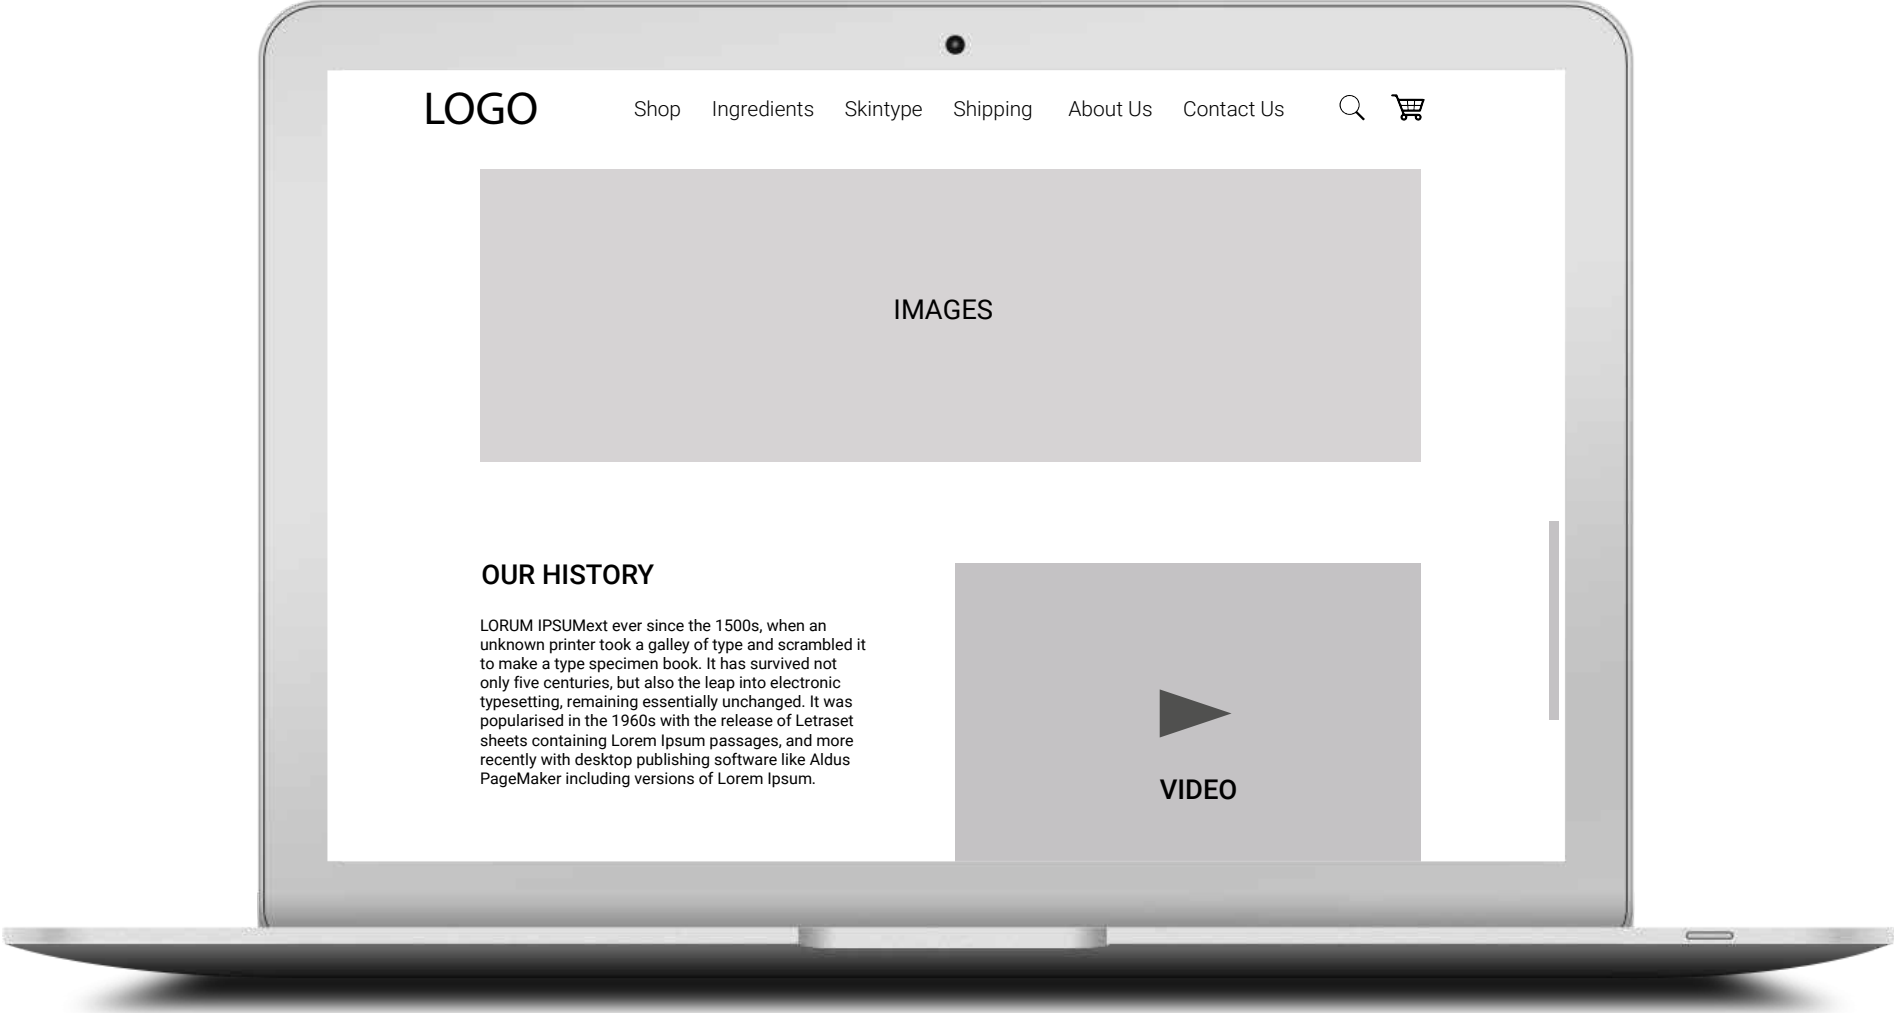 LOGO
Shop Ingredients Skintype Shipping About Us Contact Us
IMAGES
OUR HISTORY
LORUM IPSUMext ever since the 1500s, when an
unknown printer took a galley of type and scrambled it
to make a type specimen book. It has survived not
only five centuries, but also the leap into electronic
typesetting, remaining essentially unchanged. It was
popularised in the 1960s with the release of Letraset
sheets containing Lorem Ipsum passages, and more
recently with desktop publishing software like Aldus
PageMaker including versions of Lorem Ipsum.
VIDEO